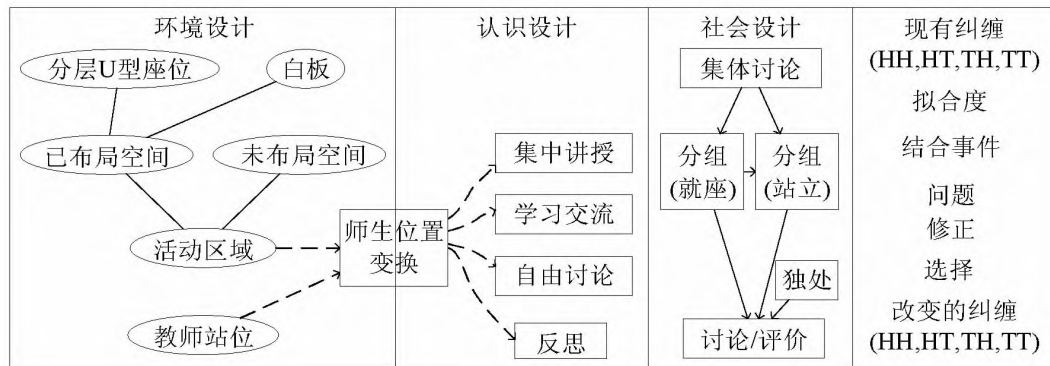 环境设计
分层U型座位
白板
已布局空间
未布局空间
活动区域
教师站位
师生位置
变换
认识设计
集中讲授
学习交流
自由讨论
反思
社会设计
集体讨论
分组
(就座)
分组
(站立)
独处
讨论/评价
现有纠缠
(HH,HT,TH,TT)
拟合度
结合事件
问题
修正
选择
改变的纠缠
(HH,HT,TH,TT)